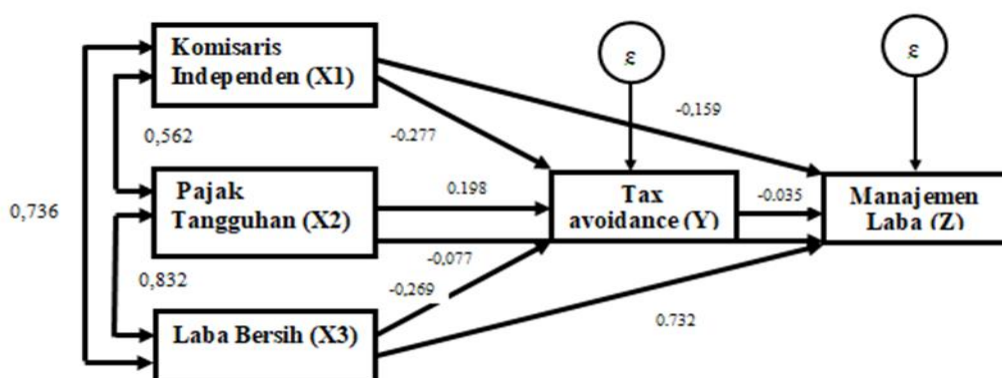 Komisaris
Independen (X1)
ε
ε
-0,159
0,562
-0.277
Pajak
Tangguhan (X2)
0.198
Tax
avoidance (Y)
-0.035
Manajemen
Laba (Z)
0,736
-0,077
0,832
-0,269
Laba Bersih (X3)
0.732